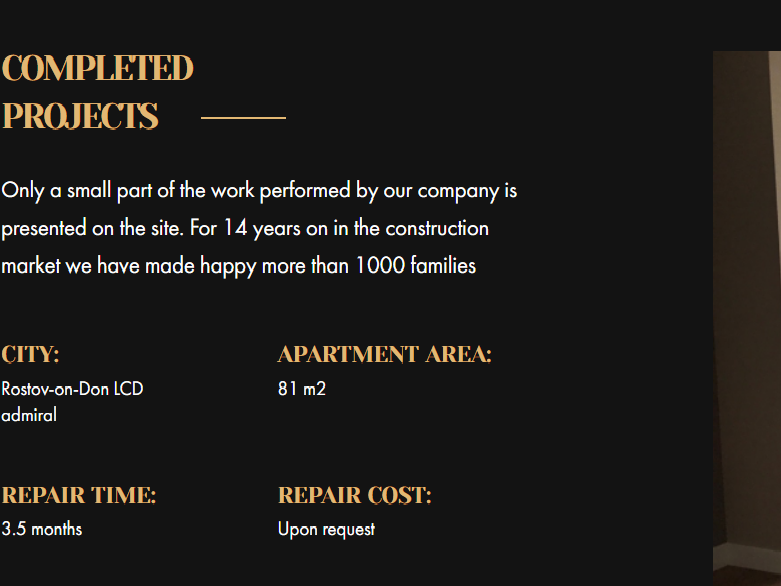 COMPLETED
PROJECTS
Only a small part of the work performed by our company is
presented on the site. For 14 years on in the construction
market we have made happy more than 1000 families
CITY:
Rostov-on-Don LCD
admiral
APARTMENT AREA:
81 m2
REPAIR TIME:
3.5 months
REPAIR COST:
Upon request